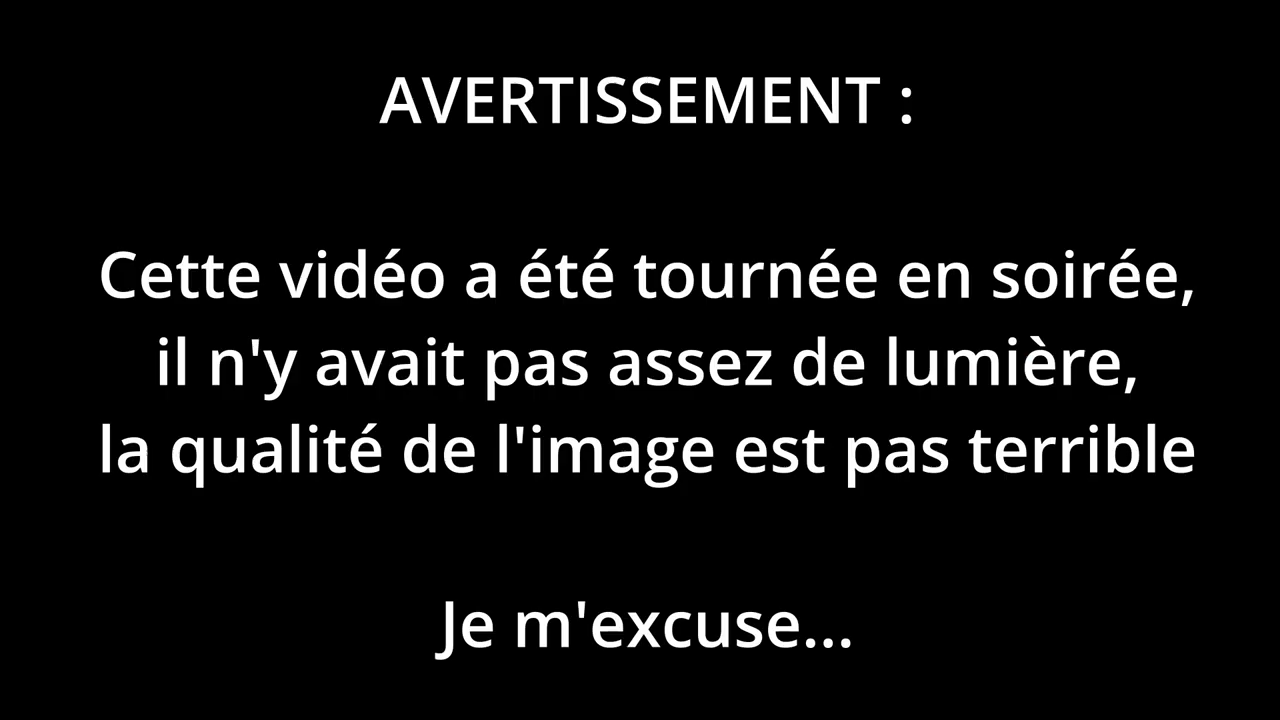 AVERTISSEMENT :
Cette vidéo a été tournée en soirée,
il n'y avait pas assez de lumière,
la qualité de l'image est pas terrible
Je m'excuse...